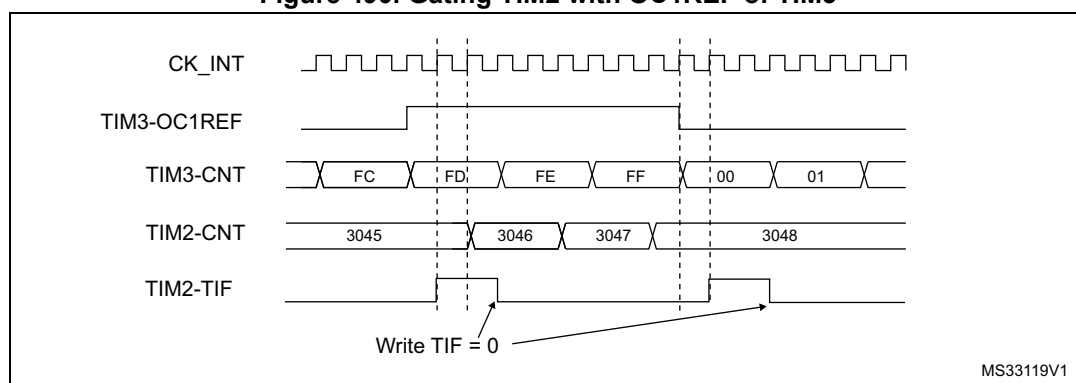 Figure 496. Gating TIM2 with OC1REF of TIM3
CK_INT
TIM3-OC1REF
TIM3-CNT FC FD FE FF 00 01
TIM2-CNT 3045 3046 3047 3048
TIM2-TIF
Write TIF = 0
MS33119V1